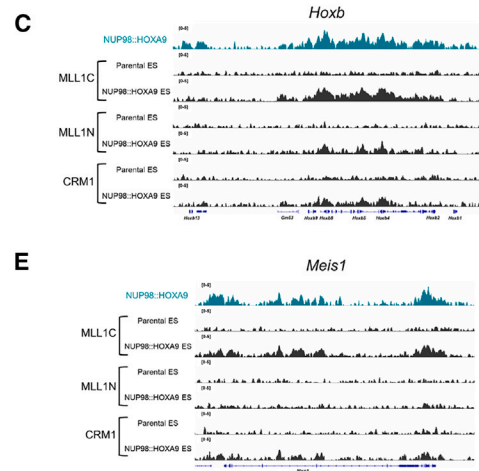 C
Hoxb
[0-8]
NUP98::HOXA9
MLL1C
Parental ES
NUP98::HOXA9 ES
MLL1N
Parental ES
NUP98::HOXA9 ES
CRM1
Parental ES
NUP98::HOXA9 ES
Hoxb13
Gm53
Hoxb9
Hoxb8
Hoxb5
Hoxb4
Hoxb2
Hoxb1
E
Meis1
NUP98::HOXA9
MLL1C
Parental ES
NUP98::HOXA9 ES
MLL1N
Parental ES
NUP98::HOXA9 ES
CRM1
Parental ES
NUP98::HOXA9 ES